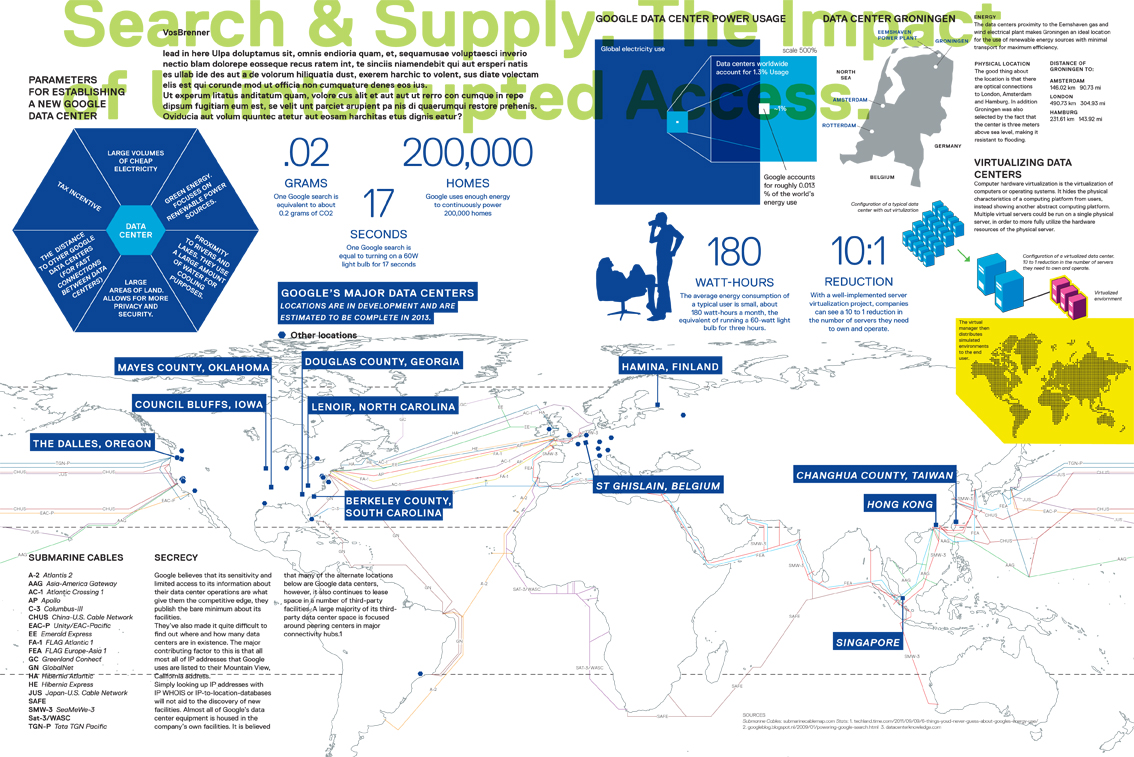 Search & Supply: The Impact
of U
pted Access.
VosBrenner
lead in here Ulpa doluptamus sit, omnis endioria quam, et, sequamusae voluptaesci inverio
nectio blam dolepero eosseque recus ratem int, te sinciis niamendebit qui aut ersperi natis
es ullab ide des aut a de volorum hiliquatia dust, exerem harchic to volent, sus diate volectam
elis est qui corunde mod ut officia non cumquature denes eos ius.
Ut experum litatus anditatum quam, volore cus alit et aut aut ut rerro con cumque in repe
dipsum fugitiam eum est, se velit unt parciet arupient pa nis di quaerumqui restore prehenis.
Oviducia aut volum quuntec atetur aut eosam harchitas etus dignis eatur?
PARAMETERS
FOR ESTABLISHING
A NEW GOOGLE
DATA CENTER
LARGE VOLUMES
OF CHEAP
ELECTRICITY
TAX INCENTIVE
GREEN ENERGY.
FOCUSES ON
RENEWABLE POWER
SOURCES.
DATA
CENTER
THE DISTANCE
TO OTHER GOOGLE
DATA CENTERS
(FOR FAST
CONNECTIONS
BETWEEN DATA
CENTERS)
PROXIMITY
TO RIVERS AND
LAKES. THEY USE
A LARGE AMOUNT
OF WATER FOR
COOLING
PURPOSES.
LARGE
AREAS OF LAND.
ALLOWS FOR MORE
PRIVACY AND
SECURITY.
.02
GRAMS
One Google search is
equivalent to about
0.2 grams of CO2
17
SECONDS
One Google search is
equal to turning on a 60W
light bulb for 17 seconds
200,000
HOMES
Google uses enough energy
to continuously power
200,000 homes
GOOGLE'S MAJOR DATA CENTERS
LOCATIONS ARE IN DEVELOPMENT AND ARE
ESTIMATED TO BE COMPLETE IN 2013.
Other locations
GOOGLE DATA CENTER POWER USAGE
scale 500%
Global electricity use
Data centers worldwide
account for 1.3% Usage
~1%
Google accounts
for roughly 0.013
% of the world's
energy use
180
WATT-HOURS
The average energy consumption of
a typical user is small, about
180 watt-hours a month, the
equivalent of running a 60-watt light
bulb for three hours.
10:1
REDUCTION
With a well-implemented server
virtualization project, companies
can see a 10 to 1 reduction in
the number of servers they need
to own and operate.
DATA CENTER GRONINGEN
EEMSHAVEN
POWER PLANT
GRONINGEN
NORTH
SEA
AMSTERDAM
ROTTERDAM
GERMANY
BELGIUM
ENERGY
The data centers proximity to the Eemshaven gas and
wind electrical plant makes Groningen an ideal location
for the use of renewable energy sources with minimal
transport for maximum efficiency.
PHYSICAL LOCATION
The good thing about
the location is that there
are optical connections
to London, Amsterdam
and Hamburg. In addition
Groningen was also
selected by the fact that
the center is three meters
above sea level, making it
resistant to flooding.
DISTANCE OF
GRONINGEN TO:
AMSTERDAM
146.02 km 90.73 mi
LONDON
490.73 km 304.93 mi
HAMBURG
231.61 km 143.92 mi
VIRTUALIZING DATA
CENTERS
Computer hardware virtualization is the virtualization of
computers or operating systems. It hides the physical
characteristics of a computing platform from users,
instead showing another abstract computing platform.
Multiple virtual servers could be run on a single physical
server, in order to more fully utilize the hardware
resources of the physical server.
Configuration of a typical data
center with out virtualization
Configuration of a virtualized data center.
10 to 1 reduction in the number of servers
they need to own and operate.
Virtualized
enviornment
The virtual
manager then
distributes
simulated
environments
to the end
user.
MAYES COUNTY, OKLAHOMA
DOUGLAS COUNTY, GEORGIA
COUNCIL BLUFFS, IOWA
LENOIR, NORTH CAROLINA
THE DALLES, OREGON
BERKELEY COUNTY,
SOUTH CAROLINA
HAMINA, FINLAND
ST GHISLAIN, BELGIUM
CHANGHUA COUNTY, TAIWAN
HONG KONG
SINGAPORE
SUBMARINE CABLES
A-2 Atlantis 2
AAG Asia-America Gateway
AC-1 Atlantic Crossing 1
AP Apollo
C-3 Columbus-III
CHUS China-U.S. Cable Network
EAC-P Unity/EAC-Pacific
EE Emerald Express
FA-1 FLAG Atlantic 1
FEA FLAG Europe-Asia 1
GC Greenland Connect
GN GlobalNet
HA Hibernia Atlantic
HE Hibernia Express
JUS Japan-U.S. Cable Network
SAFE
SMW-3 SeaMeWe-3
Sat-3/WASC
TGN-P Tata TGN Pacific
SECRECY
Google believes that its sensitivity and
limited access to its information about
their data center operations are what
give them the competitive edge, they
publish the bare minimum about its
facilities.
They've also made it quite difficult to
find out where and how many data
centers are in existence. The major
contributing factor to this is that all
most all of IP addresses that Google
uses are listed to their Mountain View,
California address.
Simply looking up IP addresses with
IP WHOIS or IP-to-location-databases
will not aid to the discovery of new
facilities. Almost all of Google's data
center equipment is housed in the
company's own facilities. It is believed
that many of the alternate locations
below are Google data centers,
however, it also continues to lease
space in a number of third-party
facilities. A large majority of its third-
party data center space is focused
around peering centers in major
connectivity hubs.1
SOURCES